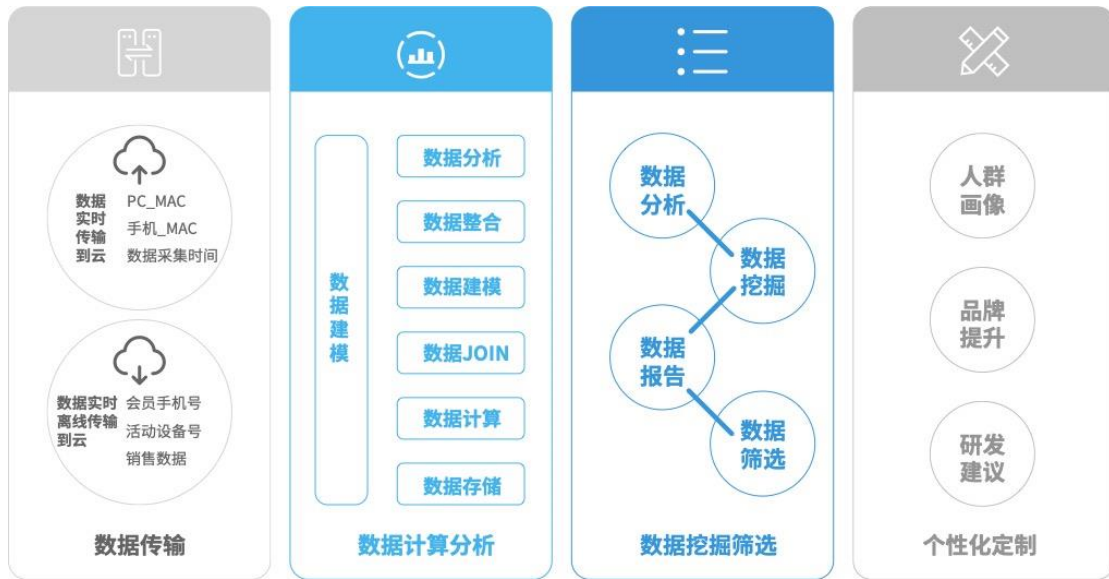 数据
实时
传输
到云
PC_MAC
手机_MAC
数据采集时间
数据实时
离线传输
到云
会员手机号
活动设备号
销售数据
数据传输
数据建模
数据分析
数据整合
数据建模
数据JOIN
数据计算
数据存储
数据计算分析
数据
分析
数据
挖掘
数据
报告
数据
筛选
数据挖掘筛选
人群
画像
品牌
提升
研发
建议
个性化定制